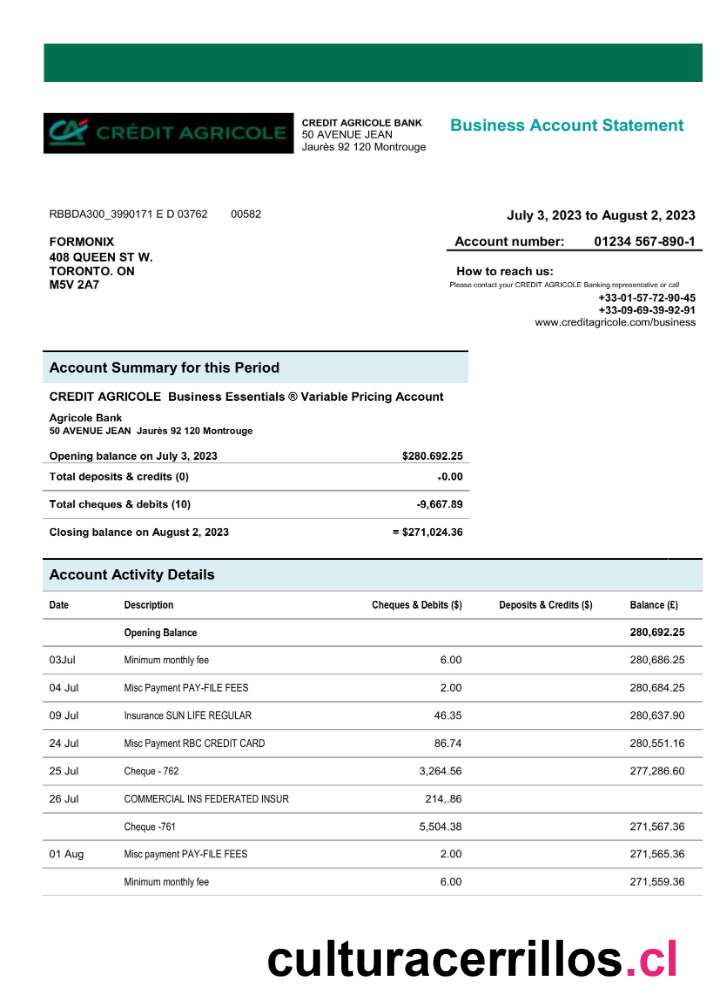 CRÉDIT AGRICOLE
CREDIT AGRICOLE BANK
50 AVENUE JEAN
Jaurès 92 120 Montrouge
Business Account Statement
RBBDA300_3990171 E D 03762 00582
July 3, 2023 to August 2, 2023
FORMONIX
408 QUEEN ST W.
TORONTO. ON
M5V 2A7
Account number: 01234 567-890-1
How to reach us:
Please contact your CREDIT AGRICOLE Banking representative or call
+33-01-57-72-90-45
+33-09-69-39-92-91
www.creditagricole.com/business
Account Summary for this Period
CREDIT AGRICOLE Business Essentials ® Variable Pricing Account
Agricole Bank
50 AVENUE JEAN Jaurès 92 120 Montrouge
Opening balance on July 3, 2023 $280.692.25
Total deposits & credits (0) +0.00
Total cheques & debits (10) -9,667.89
Closing balance on August 2, 2023 = $271,024.36
Account Activity Details
Date Description Cheques & Debits ($) Deposits & Credits ($) Balance (£)
Opening Balance 280,692.25
03Jul Minimum monthly fee 6.00 280,686.25
04 Jul Misc Payment PAY-FILE FEES 2.00 280,684.25
09 Jul Insurance SUN LIFE REGULAR 46.35 280,637.90
24 Jul Misc Payment RBC CREDIT CARD 86.74 280,551.16
25 Jul Cheque - 762 3,264.56 277,286.60
26 Jul COMMERCIAL INS FEDERATED INSUR 214,.86
Cheque -761 5,504.38 271,567.36
01 Aug Misc payment PAY-FILE FEES 2.00 271,565.36
Minimum monthly fee 6.00 271,559.36
culturacerrillos.cl